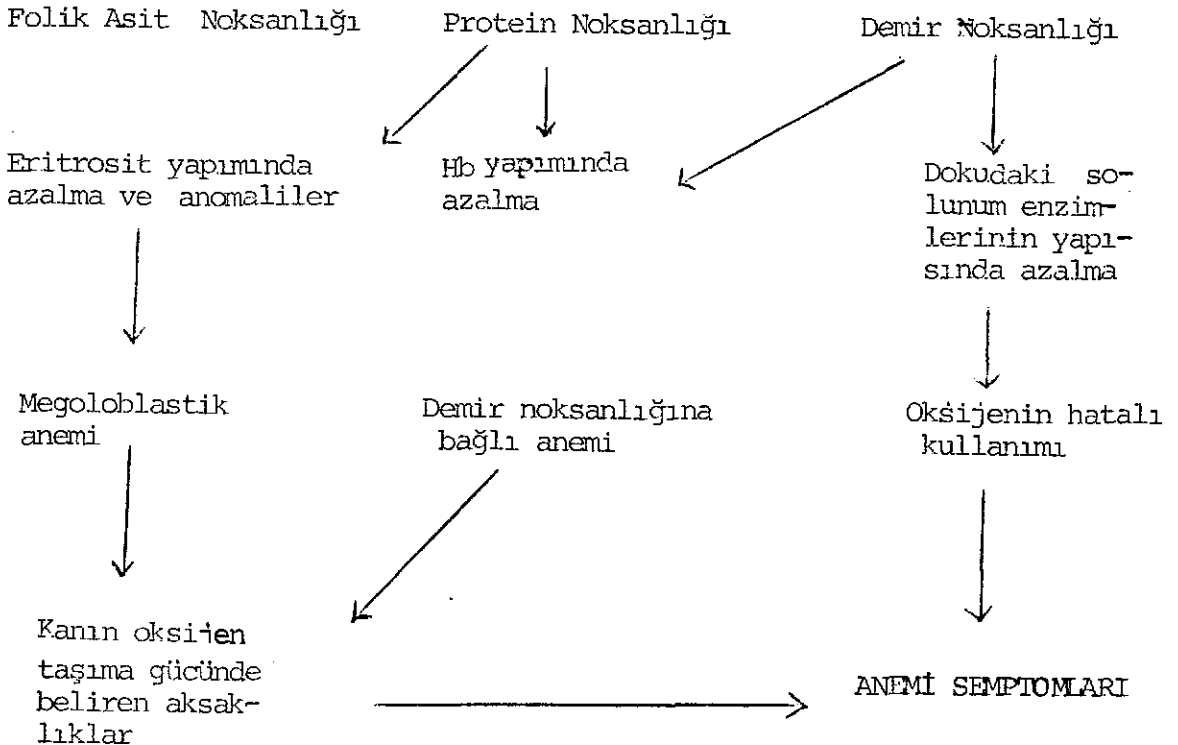 Folik Asit Noksanlığı
Protein Noksanlığı
Demir Noksanlığı
Eritrosit yapımında
azalma ve anomaliler
Hb yapımında
azalma
Dokudaki so-
lunum enzim-
lerinin yapı-
sında azalma
Megoloblastik
anemi
Demir noksanlığına
bağlı anemi
Oksijenin hatalı
kullanımı
Kanın oksijen
taşıma gücünde
beliren aksak-
lıklar
ANEMİ SEMPTOMLARI